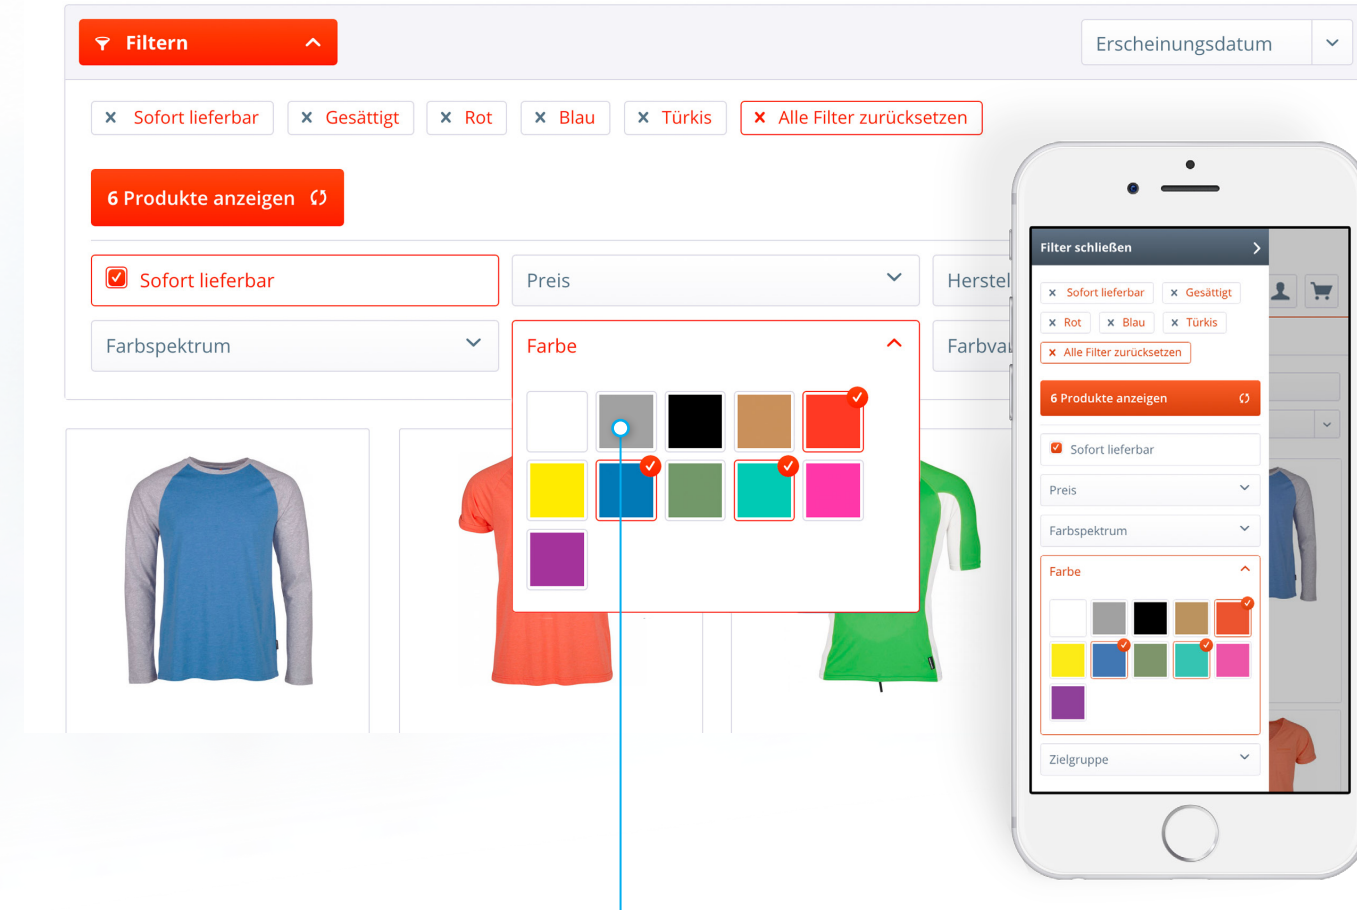 Filtern
Erscheinungsdatum
Sofort lieferbar
Gesättigt
Rot
Blau
Türkis
Alle Filter zurücksetzen
6 Produkte anzeigen
Sofort lieferbar
Preis
Herstel
Farbspektrum
Farbe
Farbvar
Filter schließen
Sofort lieferbar
Gesättigt
Rot
Blau
Türkis
Alle Filter zurücksetzen
6 Produkte anzeigen
Sofort lieferbar
Preis
Farbspektrum
Farbe
Zielgruppe